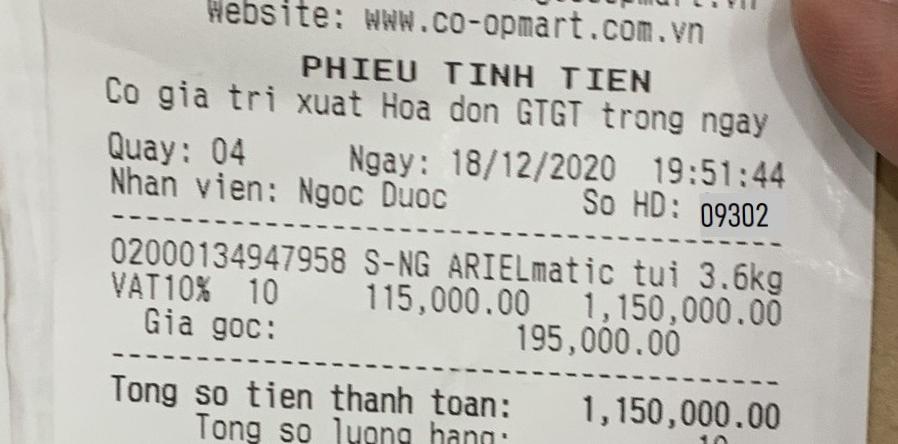 Website: www.co-opmart.com.vn
PHIEU TINH TIEN
Co gia tri xuat Hoa don GTGT trong ngay
Quay: 04 Ngay: 18/12/2020 19:51:44
Nhan vien: Ngoc Duoc So HD: 09302
02000134947958 S-NG ARIELmatic tui 3.6kg
VAT10% 10 115,000.00 1,150,000.00
Gia goc: 195,000.00
Tong so tien thanh toan: 1,150,000.00
Tong so luong hang: 10